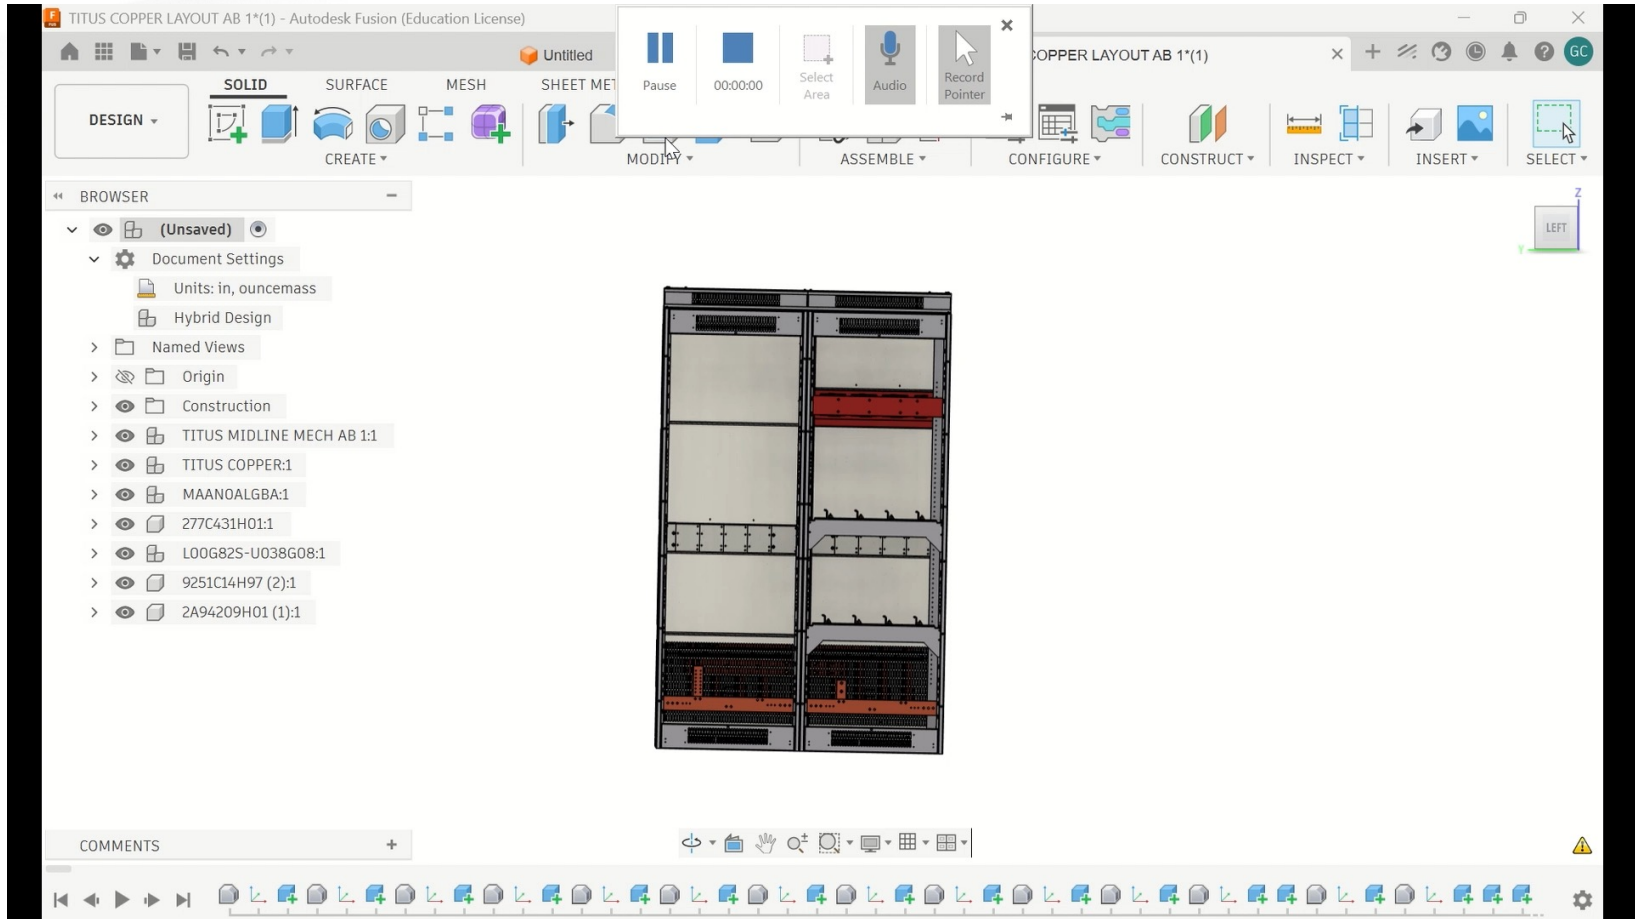 TITUS COPPER LAYOUT AB 1*(1) - Autodesk Fusion (Education License)
Untitled
COPPER LAYOUT AB 1*(1)
GC
Pause
00:00:00
Select Area
Audio
Record Pointer
DESIGN
SOLID
SURFACE
MESH
SHEET MET
CREATE
MODIFY
ASSEMBLE
CONFIGURE
CONSTRUCT
INSPECT
INSERT
SELECT
BROWSER
(Unsaved)
Document Settings
Units: in, ouncemass
Hybrid Design
Named Views
Origin
Construction
TITUS MIDLINE MECH AB 1:1
TITUS COPPER:1
MAAN0ALGBA:1
277C431H01:1
L00G82S-U038G08:1
9251C14H97 (2):1
2A94209H01 (1):1
Z
LEFT
Y
COMMENTS